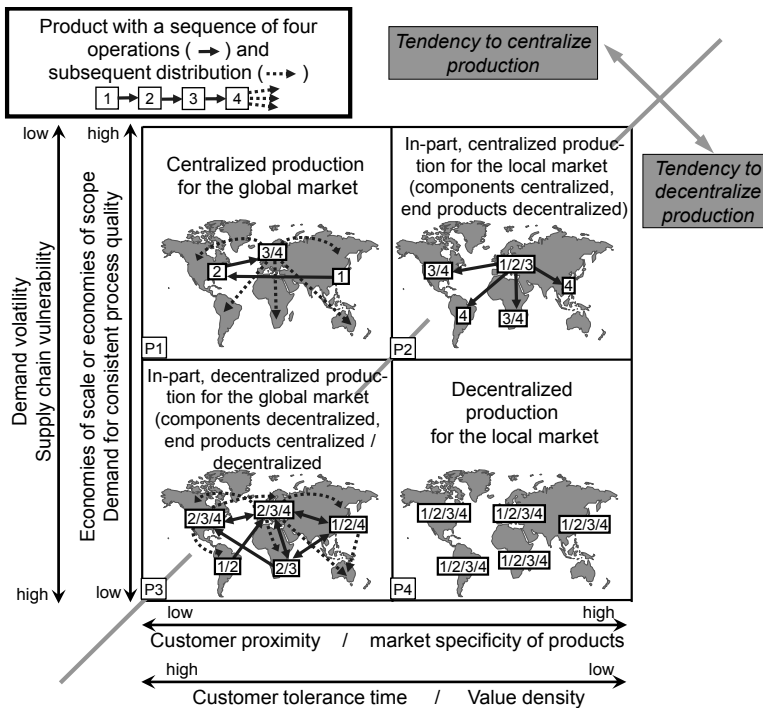 Product with a sequence of four
operations ( → ) and
subsequent distribution ( ···▸ )
1 2 3 4
Tendency to centralize
production
Tendency to
decentralize
production
low
high
Demand volatility
Supply chain vulnerability
high
low
Economies of scale or economies of scope
Demand for consistent process quality
Centralized production
for the global market
2
3/4
1
P1
In-part, centralized produc-
tion for the local market
(components centralized,
end products decentralized)
3/4
1/2/3
4
4
3/4
P2
In-part, decentralized produc-
tion for the global market
(components decentralized,
end products centralized /
decentralized
2/3/4
2/3/4
1/2/4
1/2
2/3
P3
Decentralized
production
for the local market
1/2/3/4
1/2/3/4
1/2/3/4
1/2/3/4
1/2/3/4
P4
low
high
Customer proximity / market specificity of products
high
low
Customer tolerance time / Value density